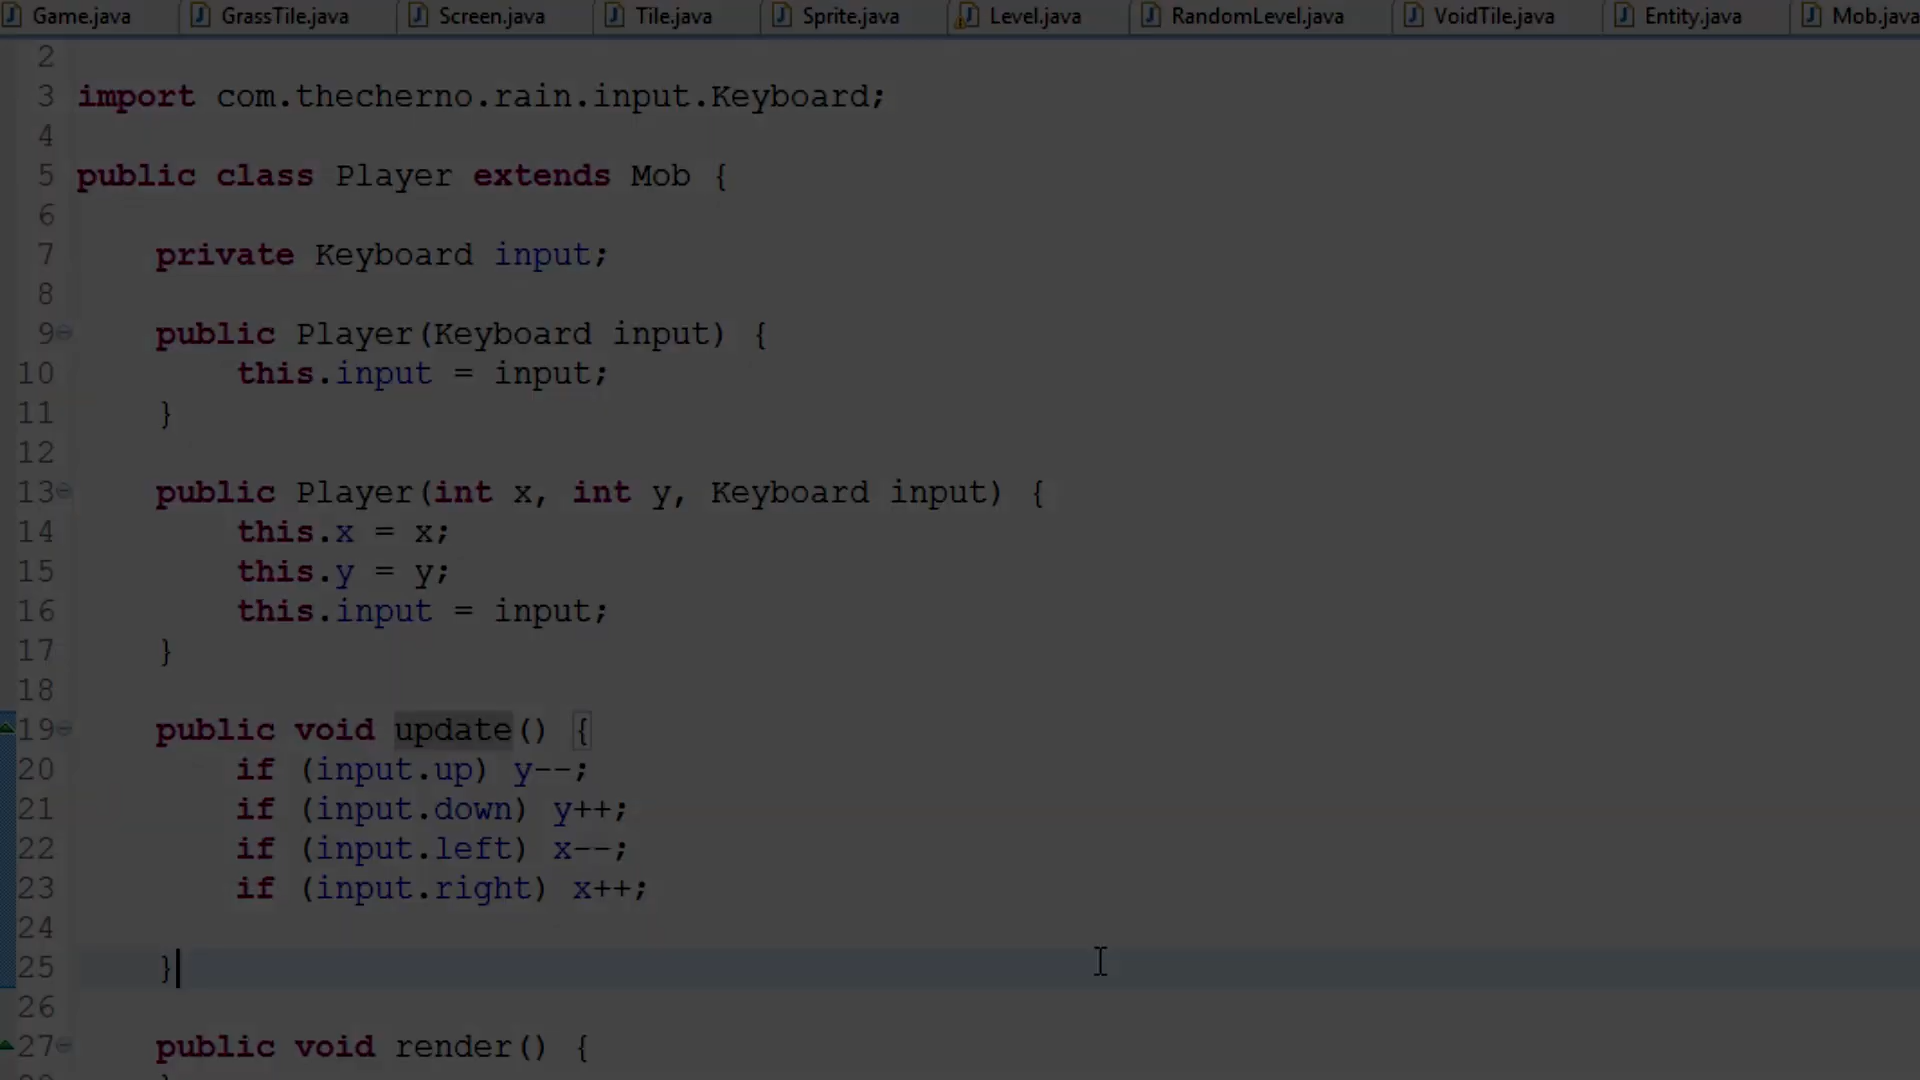 Game.java GrassTile.java Screen.java Tile.java Sprite.java Level.java RandomLevel.java VoidTile.java Entity.java Mob.java
2
3 import com.thecherno.rain.input.Keyboard;
4
5 public class Player extends Mob {
6
7 private Keyboard input;
8
9 public Player(Keyboard input) {
10 this.input = input;
11 }
12
13 public Player(int x, int y, Keyboard input) {
14 this.x = x;
15 this.y = y;
16 this.input = input;
17 }
18
19 public void update() {
20 if (input.up) y--;
21 if (input.down) y++;
22 if (input.left) x--;
23 if (input.right) x++;
24
25 }
26
27 public void render() {